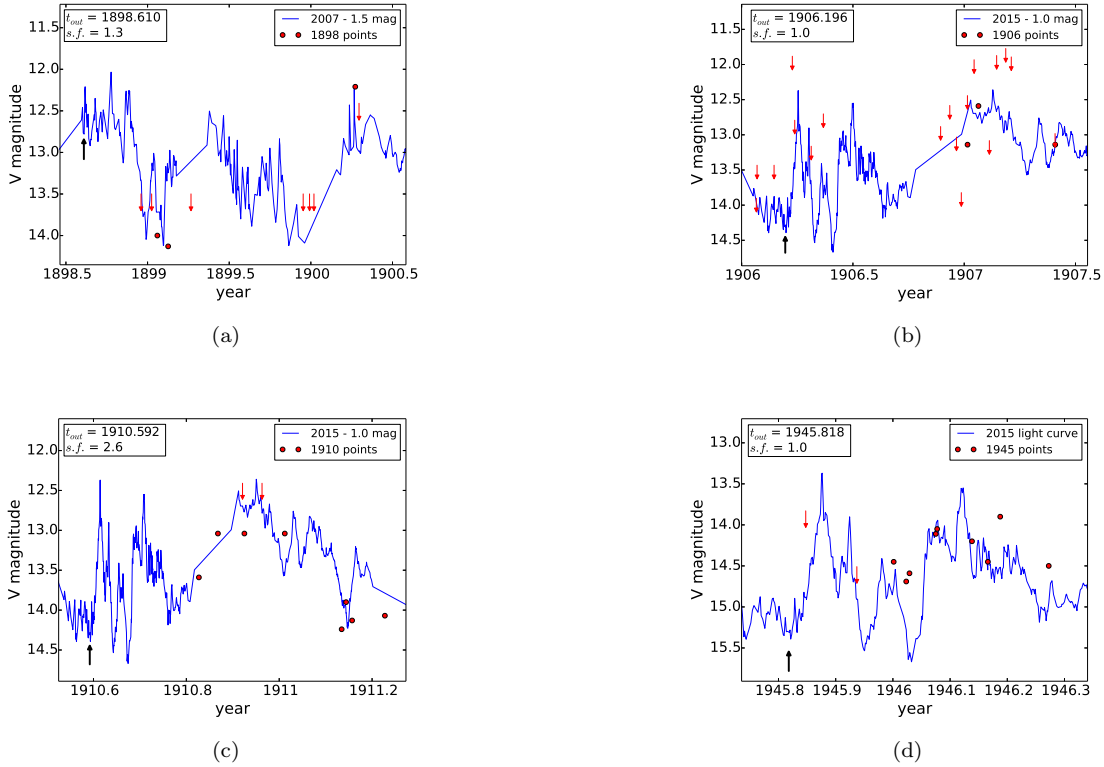 t_out = 1898.610
s.f. = 1.3
2007 - 1.5 mag
1898 points
11.5
12.0
12.5
13.0
13.5
14.0
V magnitude
1898.5 1899 1899.5 1900 1900.5
year
(a)
t_out = 1906.196
s.f. = 1.0
2015 - 1.0 mag
1906 points
11.5
12.0
12.5
13.0
13.5
14.0
14.5
V magnitude
1906 1906.5 1907 1907.5
year
(b)
t_out = 1910.592
s.f. = 2.6
2015 - 1.0 mag
1910 points
12.0
12.5
13.0
13.5
14.0
14.5
V magnitude
1910.6 1910.8 1911 1911.2
year
(c)
t_out = 1945.818
s.f. = 1.0
2015 light curve
1945 points
13.0
13.5
14.0
14.5
15.0
15.5
V magnitude
1945.8 1945.9 1946 1946.1 1946.2 1946.3
year
(d)